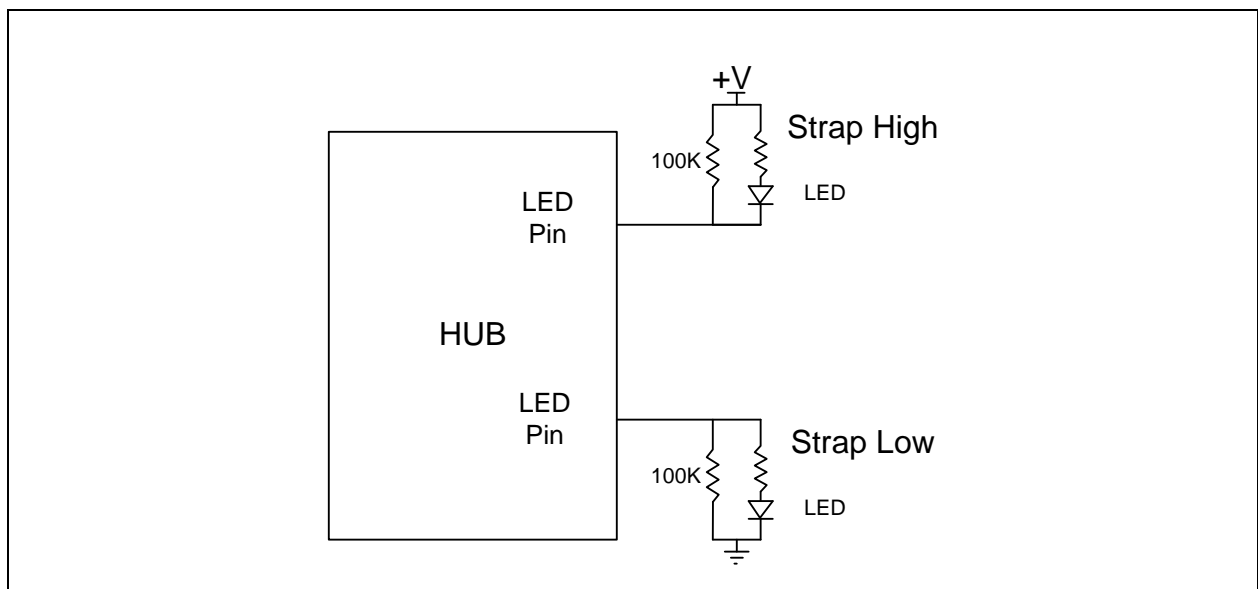 +V
Strap High
100K
LED
LED
Pin
HUB
LED
Pin
Strap Low
100K
LED